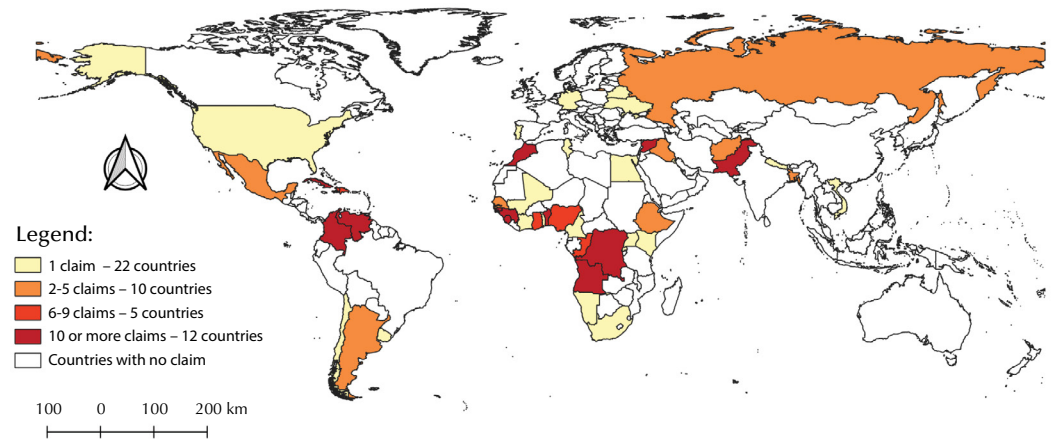 Legend:
1 claim – 22 countries
2-5 claims – 10 countries
6-9 claims – 5 countries
10 or more claims – 12 countries
Countries with no claim
100 0 100 200 km